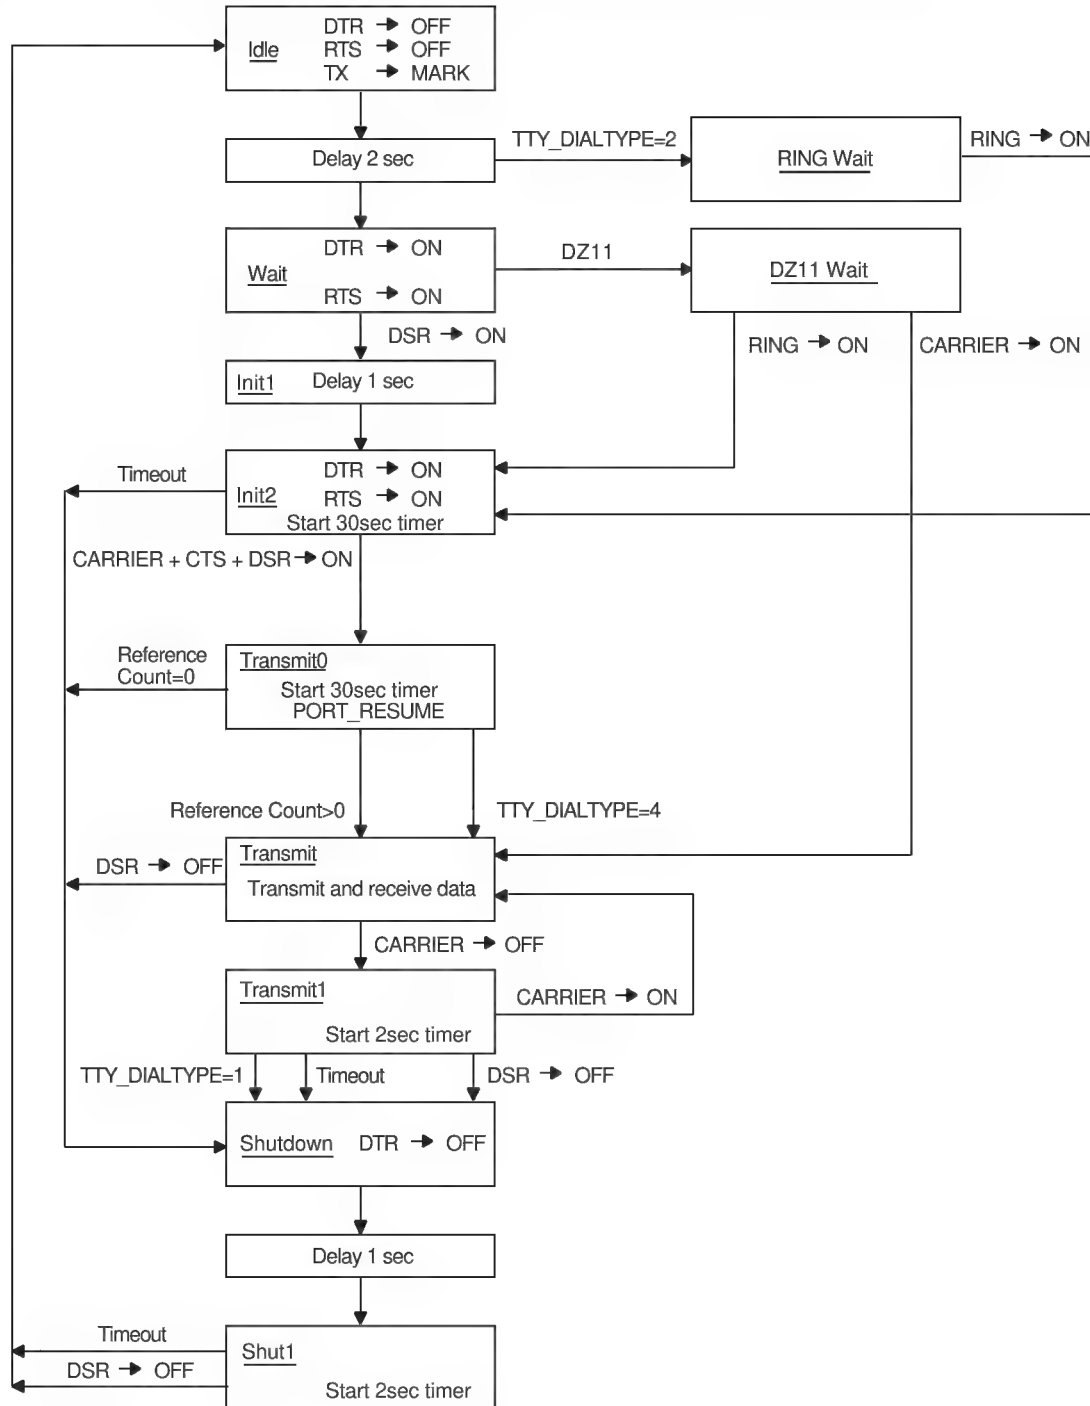 DTR → OFF
Idle RTS → OFF
TX → MARK
Delay 2 sec
TTY_DIALTYPE=2
RING Wait
RING → ON
DTR → ON
Wait
RTS → ON
DZ11
DZ11 Wait
DSR → ON
RING → ON
CARRIER → ON
Init1 Delay 1 sec
Timeout
DTR → ON
Init2 RTS → ON
Start 30sec timer
CARRIER + CTS + DSR → ON
Reference
Count=0
Transmit0
Start 30sec timer
PORT_RESUME
Reference Count>0
TTY_DIALTYPE=4
DSR → OFF
Transmit
Transmit and receive data
CARRIER → OFF
Transmit1
Start 2sec timer
CARRIER → ON
TTY_DIALTYPE=1
Timeout
DSR → OFF
Shutdown DTR → OFF
Delay 1 sec
Timeout
DSR → OFF
Shut1
Start 2sec timer